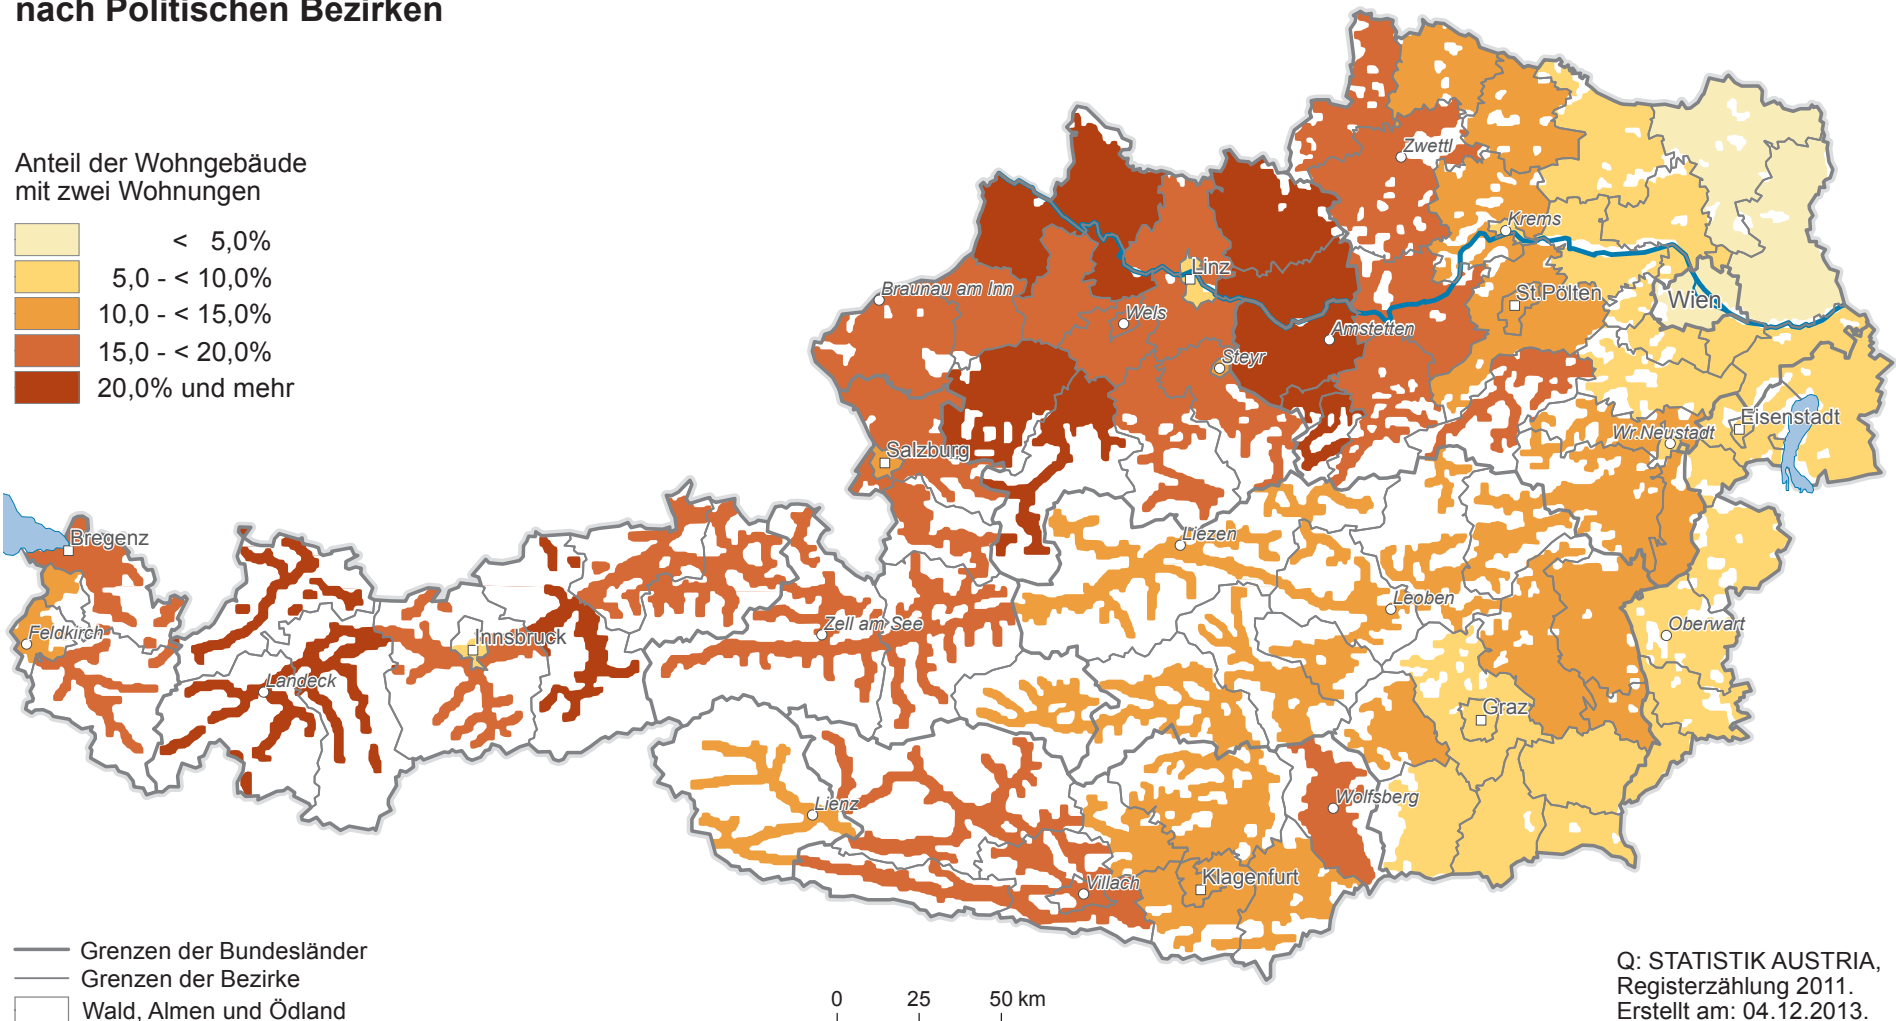 nach Politischen Bezirken
Anteil der Wohngebäude
mit zwei Wohnungen
< 5,0%
5,0 - < 10,0%
10,0 - < 15,0%
15,0 - < 20,0%
20,0% und mehr
Zwettl
Krems
Linz
Braunau am Inn
St.Pölten
Wien
Wels
Amstetten
Steyr
Eisenstadt
Wr.Neustadt
Salzburg
Bregenz
Liezen
Leoben
Feldkirch
Innsbruck
Zell am See
Oberwart
Landeck
Graz
Lienz
Wolfsberg
Villach
Klagenfurt
Grenzen der Bundesländer
Grenzen der Bezirke
Wald, Almen und Ödland
0 25 50 km
Q: STATISTIK AUSTRIA,
Registerzählung 2011.
Erstellt am: 04.12.2013.